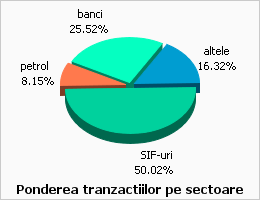 banci
25.52%
altele
16.32%
petrol
8.15%
SIF-uri
50.02%
Ponderea tranzactiilor pe sectoare